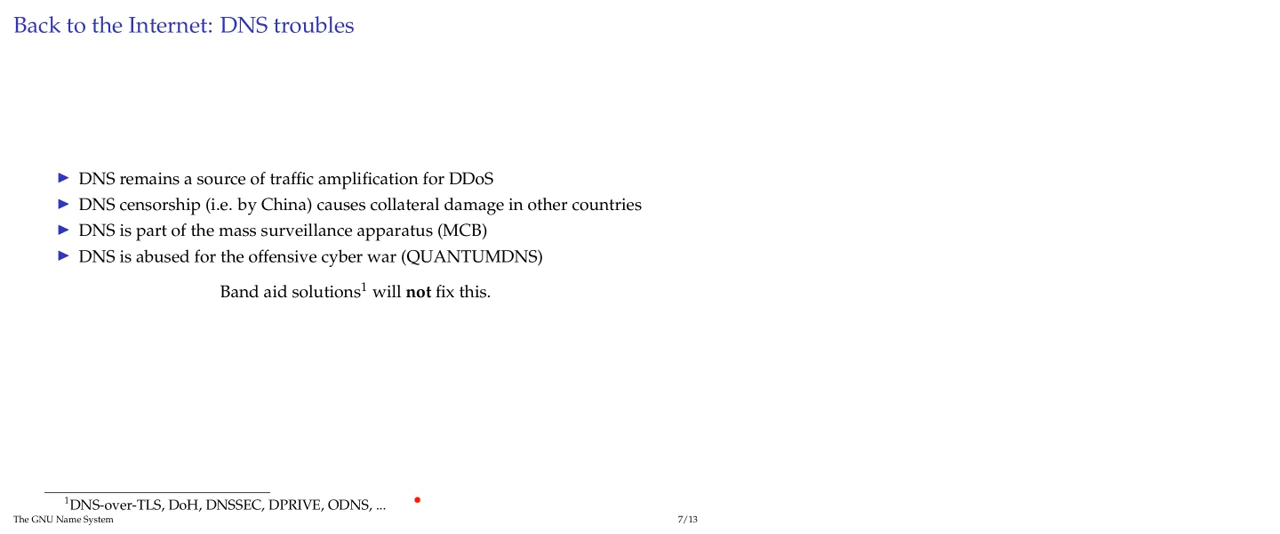 Back to the Internet: DNS troubles
▶ DNS remains a source of traffic amplification for DDoS
▶ DNS censorship (i.e. by China) causes collateral damage in other countries
▶ DNS is part of the mass surveillance apparatus (MCB)
▶ DNS is abused for the offensive cyber war (QUANTUMDNS)
Band aid solutions¹ will not fix this.
¹DNS-over-TLS, DoH, DNSSEC, DPRIVE, ODNS, ...
The GNU Name System 7/13